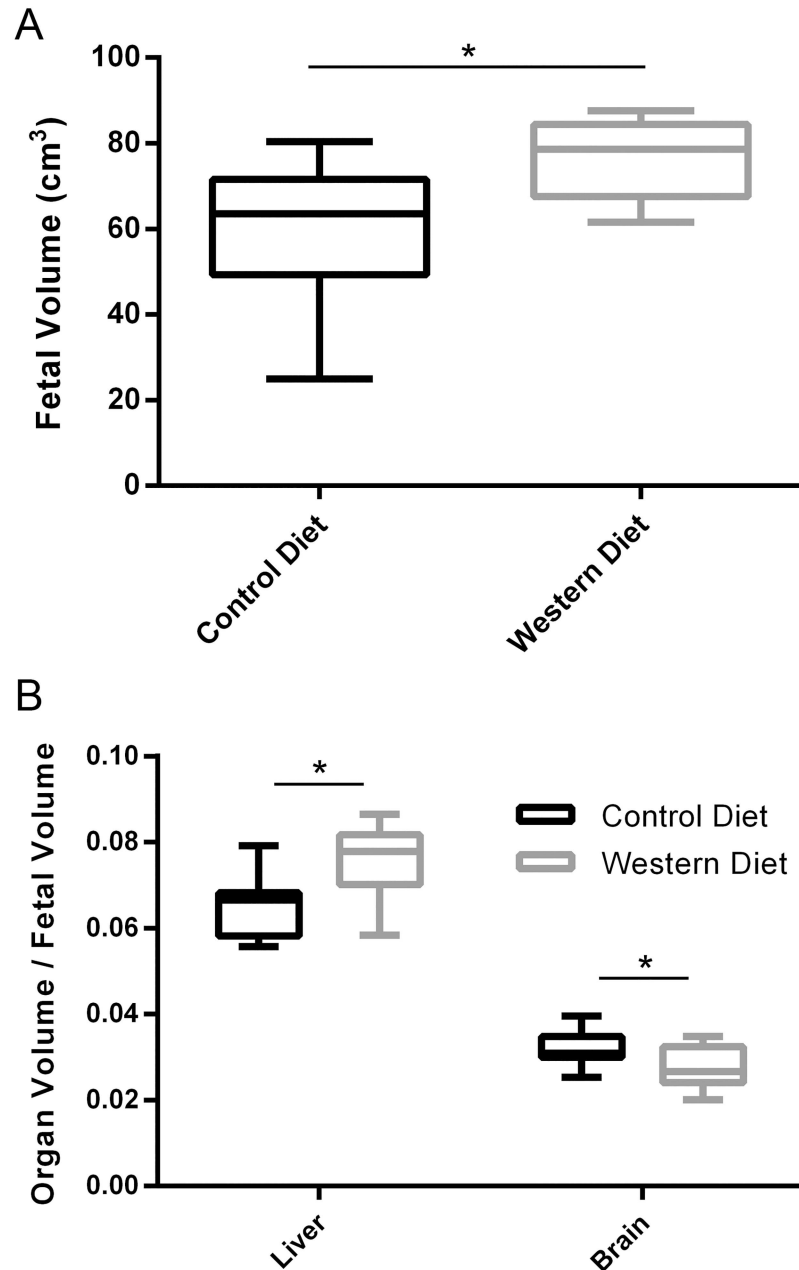 A
Fetal Volume (cm³)
100
80
60
40
20
0
*
Control Diet
Western Diet
B
Organ Volume / Fetal Volume
0.10
0.08
0.06
0.04
0.02
0.00
*
*
Control Diet
Western Diet
Liver
Brain